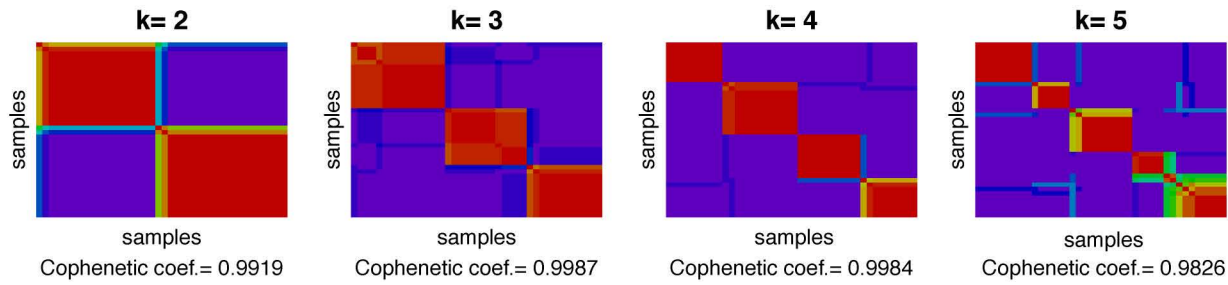 k= 2
k= 3
k= 4
k= 5
samples
samples
samples
samples
samples
samples
samples
samples
Cophenetic coef.= 0.9919
Cophenetic coef.= 0.9987
Cophenetic coef.= 0.9984
Cophenetic coef.= 0.9826